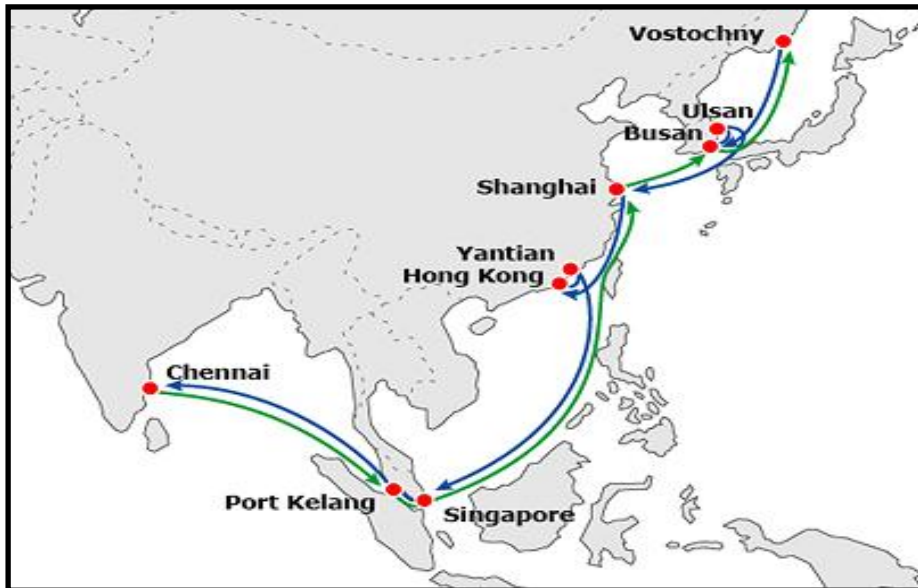 Vostochny
Ulsan
Busan
Shanghai
Yantian
Hong Kong
Chennai
Port Kelang
Singapore